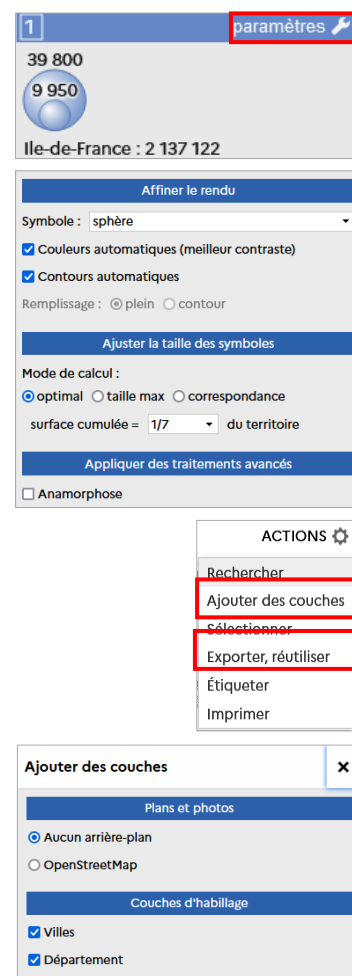 1 paramètres
39 800
9 950
Ile-de-France : 2 137 122
Affiner le rendu
Symbole : sphère
Couleurs automatiques (meilleur contraste)
Contours automatiques
Remplissage : plein contour
Ajuster la taille des symboles
Mode de calcul :
optimal taille max correspondance
surface cumulée = 1/7 du territoire
Appliquer des traitements avancés
Anamorphose
ACTIONS
Rechercher
Ajouter des couches
Sélectionner
Exporter, réutiliser
Étiqueter
Imprimer
Ajouter des couches
Plans et photos
Aucun arrière-plan
OpenStreetMap
Couches d'habillage
Villes
Département